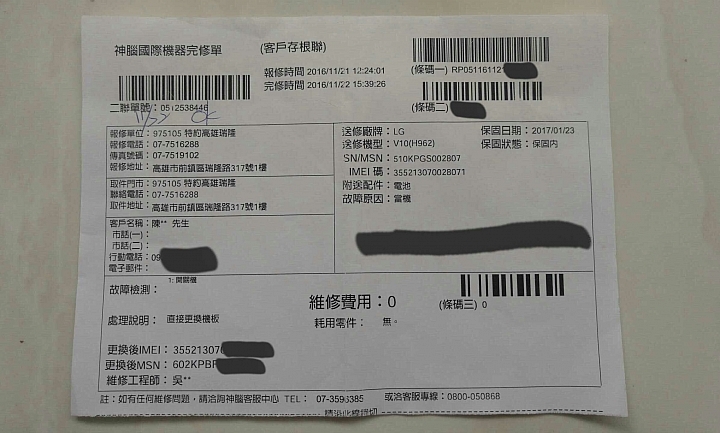 神腦國際機器完修單
(客戶存根聯)
報修時間 2016/11/21 12:24:01
完修時間 2016/11/22 15:39:26
(條碼一) RP05116112
(條碼二)
二聯單號: 0512538446
11/22 OK
報修單位: 975105 特約高雄瑞隆
報修電話: 07-7516288
傳真號碼: 07-7519102
報修地址: 高雄市前鎮區瑞隆路317號1樓
取件門市: 975105 特約高雄瑞隆
聯絡電話: 07-7516288
取件地址: 高雄市前鎮區瑞隆路317號1樓
客戶名稱: 陳** 先生
市話(一):
市話(二):
行動電話: 09
電子郵件:
送修廠牌: LG
保固日期: 2017/01/23
送修機型: V10(H962)
保固狀態: 保固內
SN/MSN: 510KPGS002807
IMEI 碼: 355213070028071
附送配件: 電池
故障原因: 當機
1: 開關機
故障檢測:
維修費用: 0
(條碼三) 0
處理說明: 直接更換機板
耗用零件: 無。
更換後IMEI: 35521307
更換後MSN: 602KPB
維修工程師: 吳**
註: 如有任何維修問題，請洽詢神腦客服中心 TEL: 07-3593385 或洽客服專線: 0800-050868
請沿此線剪切